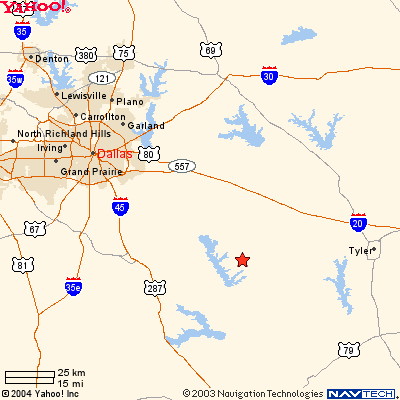 YAHOO!
35
380
75
69
Denton
35w
121
30
Lewisville
Plano
Carrollton
Garland
North Richland Hills
Irving
Dallas
80
557
Grand Prairie
45
20
67
Tyler
81
35e
287
79
25 km
15 mi
©2004 Yahoo! Inc
©2003 Navigation Technologies
NAVTECH.